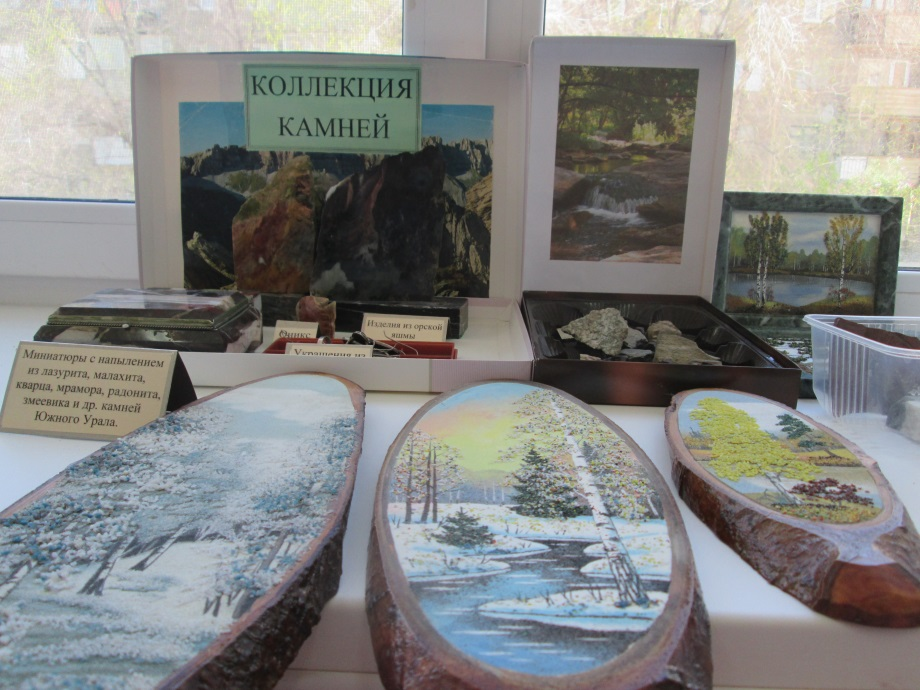 КОЛЛЕКЦИЯ
КАМНЕЙ
Оникс
Изделия из орской
яшмы
Украшения из
Миниатюры с напылением
из лазурита, малахита,
кварца, мрамора, радонита,
змеевика и др. камней
Южного Урала.